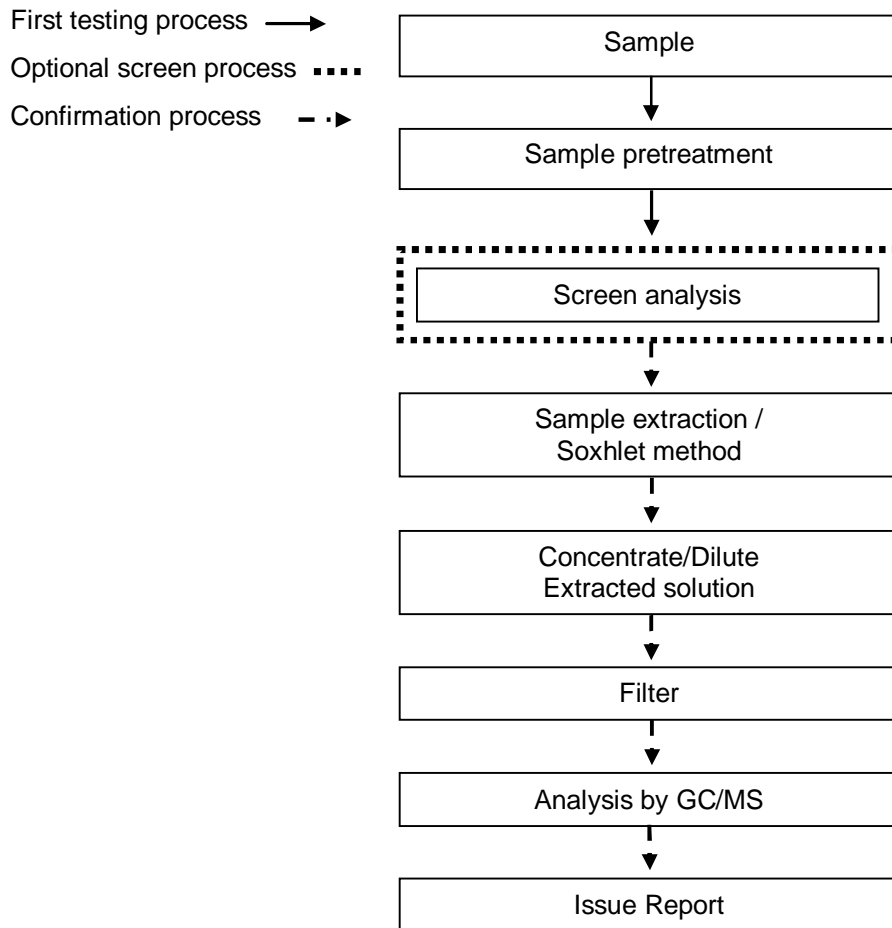 First testing process
Optional screen process
Confirmation process
Sample
Sample pretreatment
Screen analysis
Sample extraction /
Soxhlet method
Concentrate/Dilute
Extracted solution
Filter
Analysis by GC/MS
Issue Report